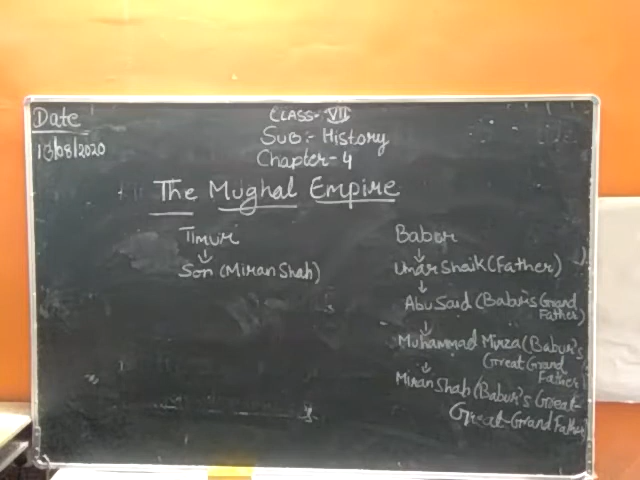 Date
13/08/2020
CLASS- VII
SUB:- History
Chapter-4
The Mughal Empire
Timur
↓
Son (Miran Shah)
Babur
↓
Umar Shaik (Father)
↓
Abu Said (Babur's Grand
Father)
↓
Muhammad Mirza (Babur's
Great Grand
Father)
↓
Miran Shah (Babur's Great-
Great-Grand Father)